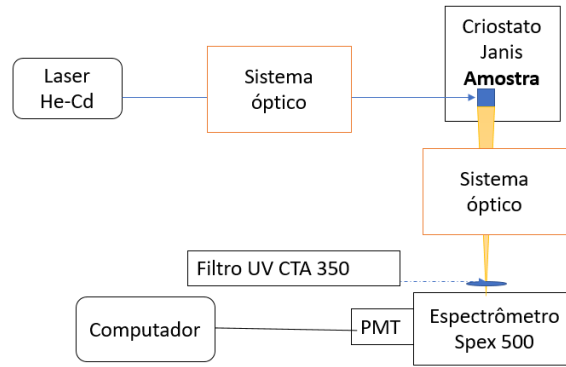 Laser
He-Cd
Sistema
óptico
Criostato
Janis
Amostra
Sistema
óptico
Filtro UV CTA 350
Computador
PMT
Espectrômetro
Spex 500